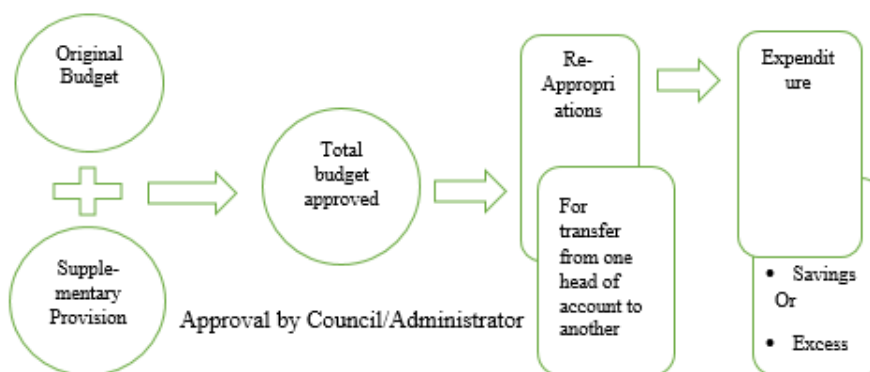 Original
Budget
Supple-
mentary
Provision
Total
budget
approved
Approval by Council/Administrator
Re-
Appropri
ations
For
transfer
from one
head of
account to
another
Expendit
ure
• Savings
Or
• Excess